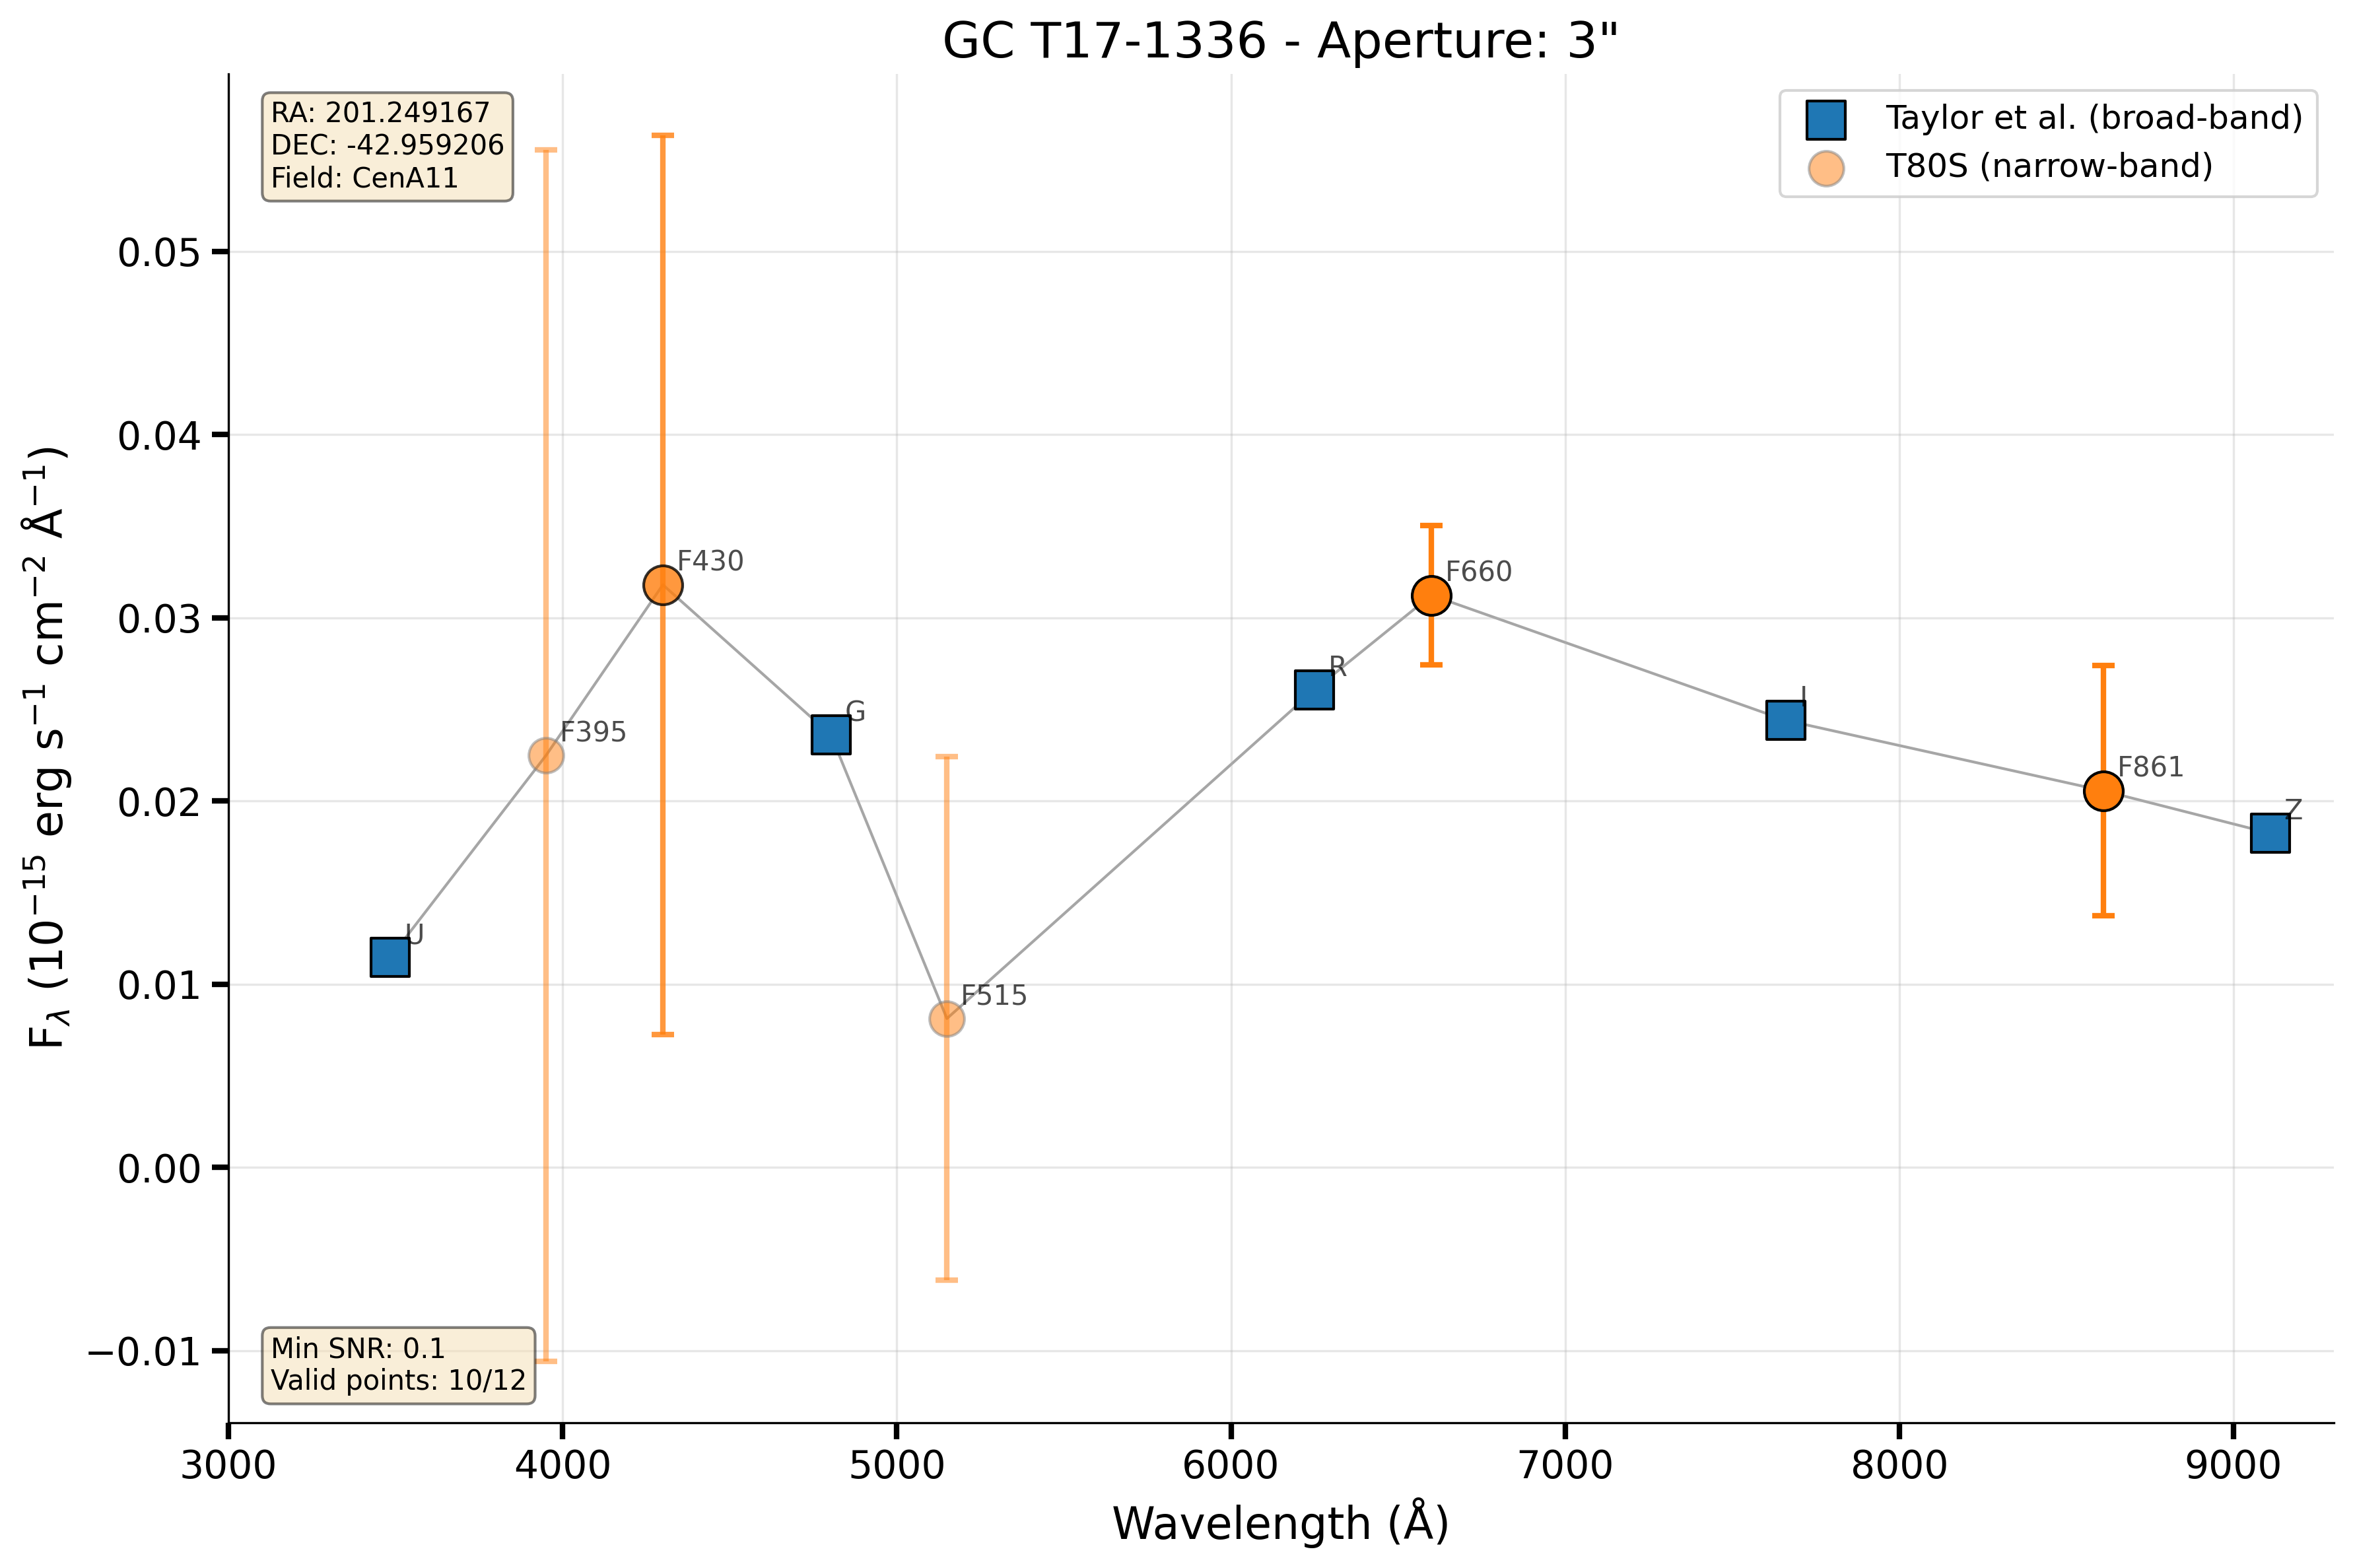 GC T17-1336 - Aperture: 3"
RA: 201.249167
DEC: -42.959206
Field: CenA11
Taylor et al. (broad-band)
T80S (narrow-band)
F_λ (10⁻¹⁵ erg s⁻¹ cm⁻² Å⁻¹)
0.05
0.04
0.03
0.02
0.01
0.00
−0.01
U
F395
F430
G
F515
R
F660
I
F861
Z
Min SNR: 0.1
Valid points: 10/12
3000 4000 5000 6000 7000 8000 9000
Wavelength (Å)